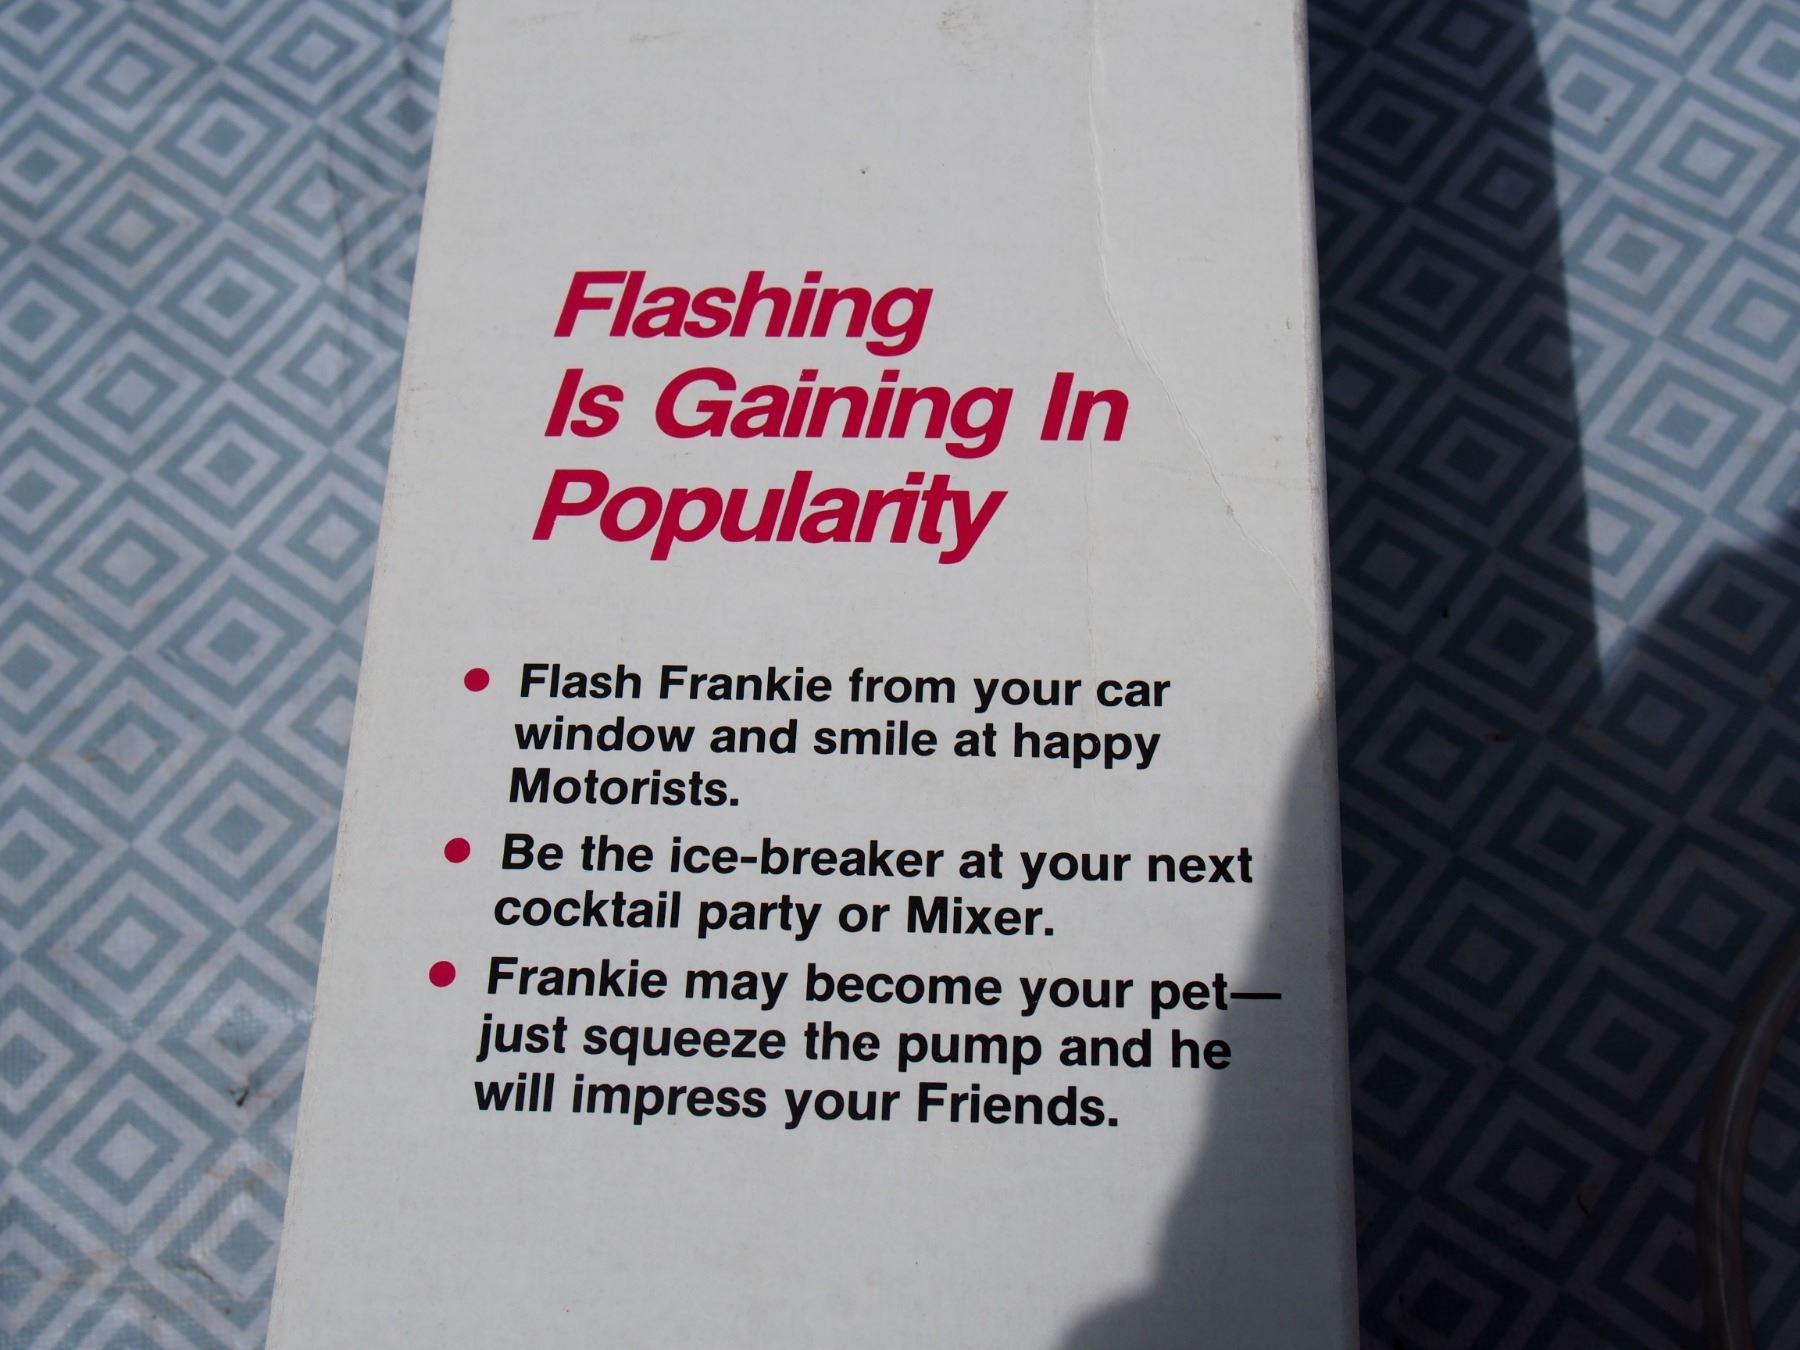 Flashing
Is Gaining In
Popularity
● Flash Frankie from your car
window and smile at happy
Motorists.
● Be the ice-breaker at your next
cocktail party or Mixer.
● Frankie may become your pet—
just squeeze the pump and he
will impress your Friends.